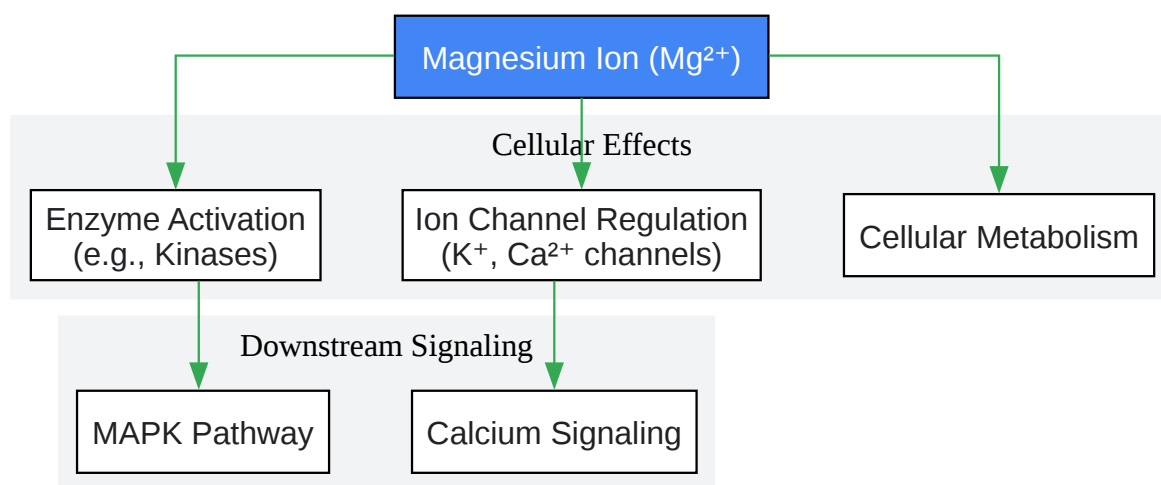 Magnesium Ion (Mg²⁺)
Cellular Effects
Enzyme Activation
(e.g., Kinases)
Ion Channel Regulation
(K⁺, Ca²⁺ channels)
Cellular Metabolism
Downstream Signaling
MAPK Pathway
Calcium Signaling